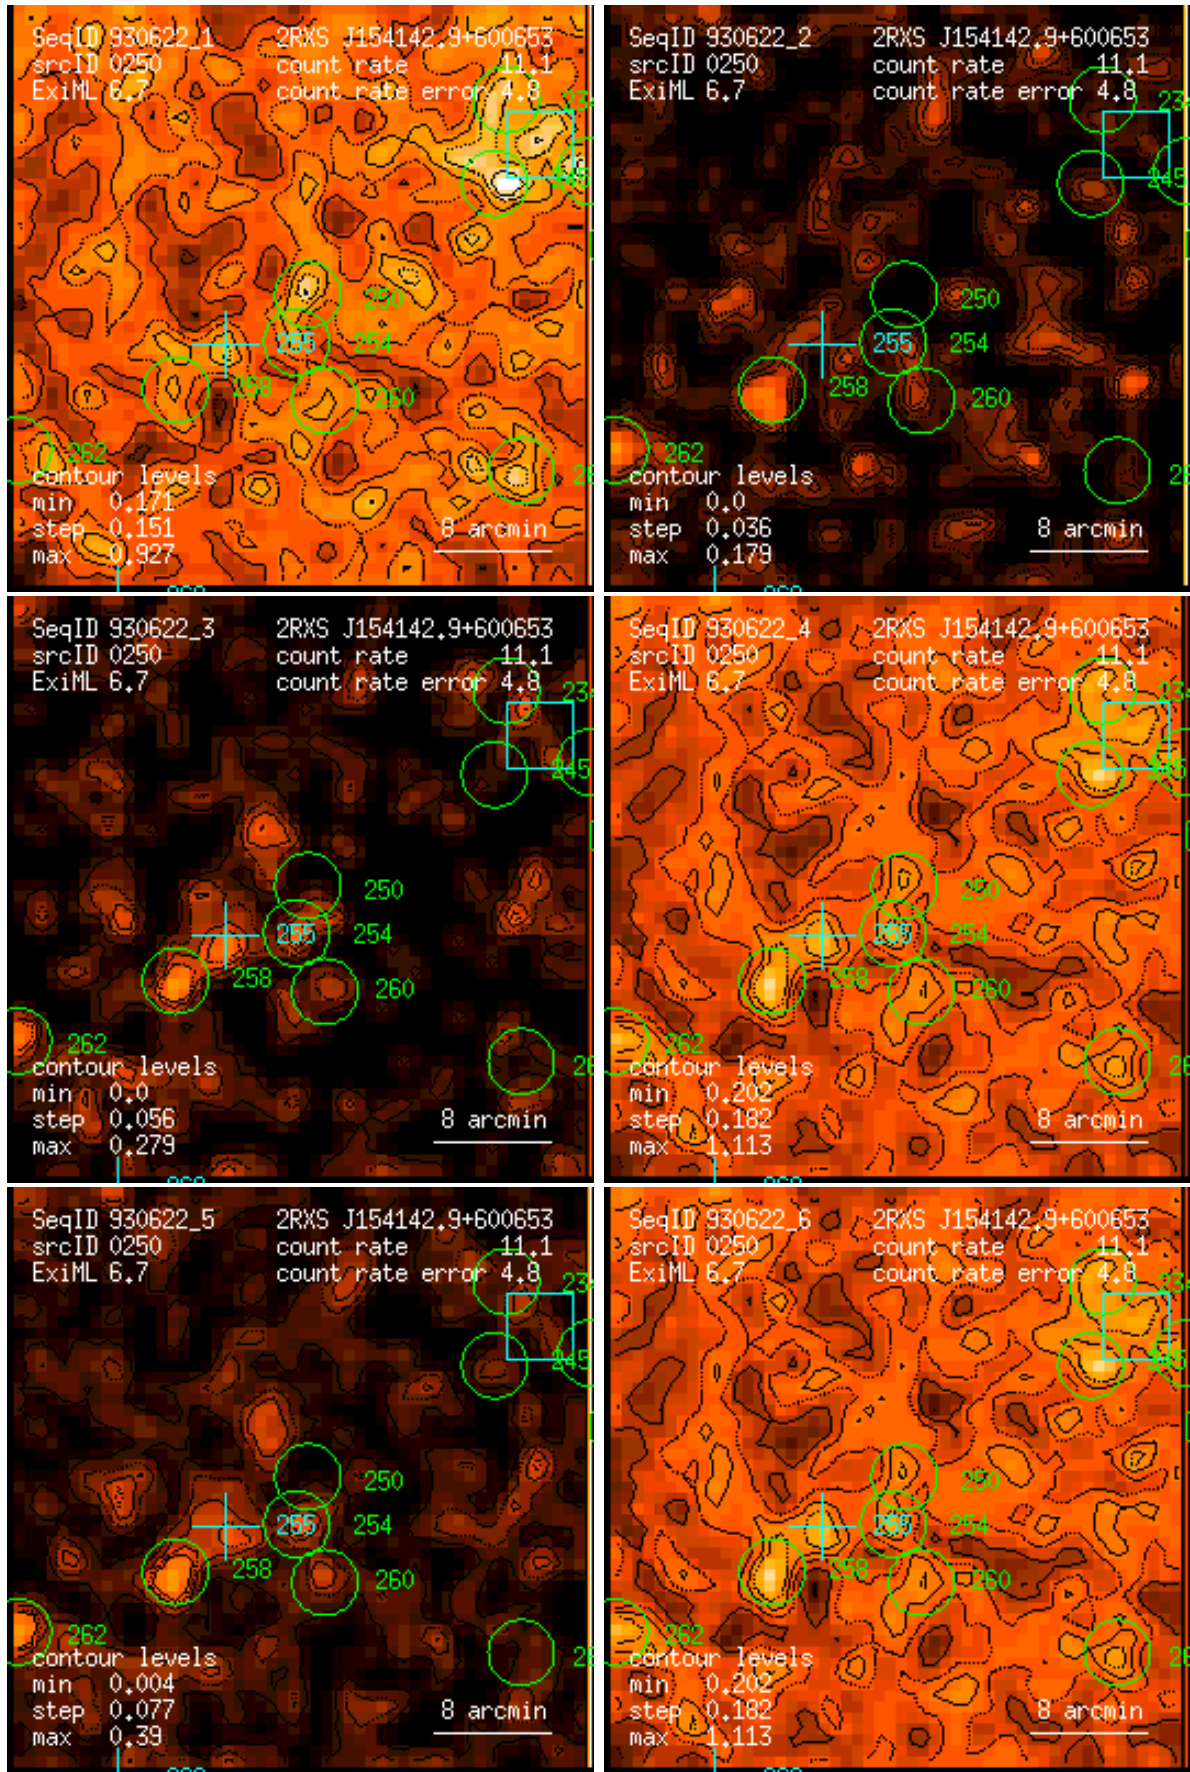 SeqID 930622_1 2RXS J154142.9+600653
srcID 0250 count rate 11.1
ExiML 6.7 count rate error 4.8
234
245
250
255 254
258 260
262
contour levels
min 0.171
step 0.151 8 arcmin
max 0.927
SeqID 930622_2 2RXS J154142.9+600653
srcID 0250 count rate 11.1
ExiML 6.7 count rate error 4.8
234
245
250
255 254
258 260
262
contour levels
min 0.0
step 0.036 8 arcmin
max 0.179
SeqID 930622_3 2RXS J154142.9+600653
srcID 0250 count rate 11.1
ExiML 6.7 count rate error 4.8
234
245
250
255 254
258 260
262
contour levels
min 0.0
step 0.056 8 arcmin
max 0.279
SeqID 930622_4 2RXS J154142.9+600653
srcID 0250 count rate 11.1
ExiML 6.7 count rate error 4.8
234
245
250
255 254
258 260
262
contour levels
min 0.202
step 0.182 8 arcmin
max 1.113
SeqID 930622_5 2RXS J154142.9+600653
srcID 0250 count rate 11.1
ExiML 6.7 count rate error 4.8
234
245
250
255 254
258 260
262
contour levels
min 0.004
step 0.077 8 arcmin
max 0.39
SeqID 930622_6 2RXS J154142.9+600653
srcID 0250 count rate 11.1
ExiML 6.7 count rate error 4.8
234
245
250
255 254
258 260
262
contour levels
min 0.202
step 0.182 8 arcmin
max 1.113